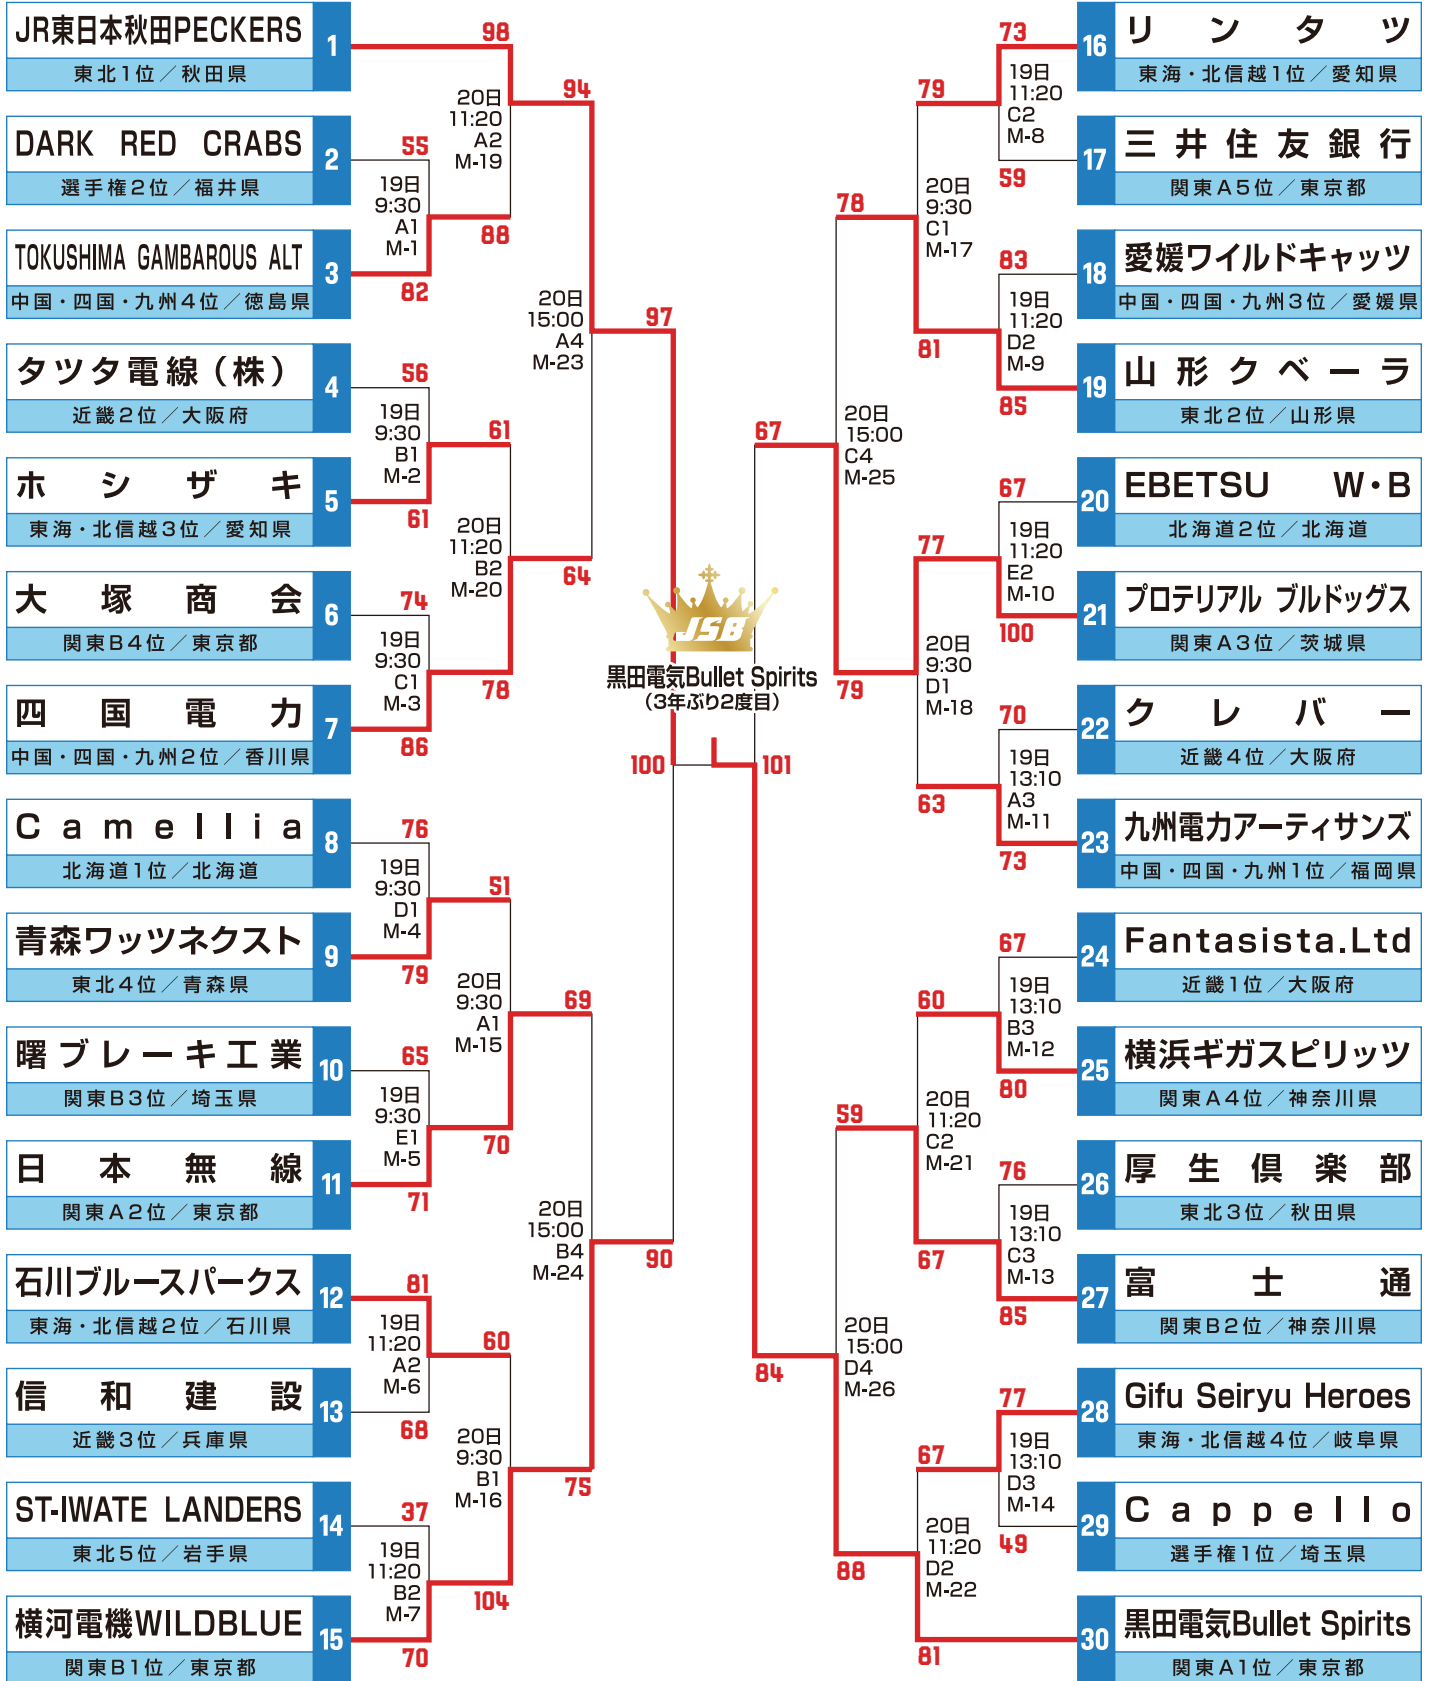 JR東日本秋田PECKERS
1
東北1位／秋田県
DARK RED CRABS
2
選手権2位／福井県
TOKUSHIMA GAMBAROUS ALT
3
中国・四国・九州4位／徳島県
タツタ電線（株）
4
近畿2位／大阪府
ホシザキ
5
東海・北信越3位／愛知県
大塚商会
6
関東B4位／東京都
四国電力
7
中国・四国・九州2位／香川県
Camellia
8
北海道1位／北海道
青森ワッツネクスト
9
東北4位／青森県
曙ブレーキ工業
10
関東B3位／埼玉県
日本無線
11
関東A2位／東京都
石川ブルースパークス
12
東海・北信越2位／石川県
信和建設
13
近畿3位／兵庫県
ST-IWATE LANDERS
14
東北5位／岩手県
横河電機WILDBLUE
15
関東B1位／東京都
55
19日
9:30
A1
M-1
82
56
19日
9:30
B1
M-2
61
74
19日
9:30
C1
M-3
86
76
19日
9:30
D1
M-4
79
65
19日
9:30
E1
M-5
71
81
19日
11:20
A2
M-6
68
37
19日
11:20
B2
M-7
70
98
20日
11:20
A2
M-19
88
61
20日
11:20
B2
M-20
78
51
20日
9:30
A1
M-15
70
60
20日
9:30
B1
M-16
104
94
20日
15:00
A4
M-23
64
69
20日
15:00
B4
M-24
75
97
90
JSB
黒田電気Bullet Spirits
（3年ぶり2度目）
100
101
67
84
78
20日
15:00
C4
M-25
79
59
20日
15:00
D4
M-26
88
79
20日
9:30
C1
M-17
81
77
20日
9:30
D1
M-18
63
60
20日
11:20
C2
M-21
67
67
20日
11:20
D2
M-22
81
73
19日
11:20
C2
M-8
59
83
19日
11:20
D2
M-9
85
67
19日
11:20
E2
M-10
100
70
19日
13:10
A3
M-11
73
67
19日
13:10
B3
M-12
80
76
19日
13:10
C3
M-13
85
77
19日
13:10
D3
M-14
49
16
リンタツ
東海・北信越1位／愛知県
17
三井住友銀行
関東A5位／東京都
18
愛媛ワイルドキャッツ
中国・四国・九州3位／愛媛県
19
山形クベーラ
東北2位／山形県
20
EBETSU W・B
北海道2位／北海道
21
プロテリアル ブルドッグス
関東A3位／茨城県
22
クレバー
近畿4位／大阪府
23
九州電力アーティサンズ
中国・四国・九州1位／福岡県
24
Fantasista.Ltd
近畿1位／大阪府
25
横浜ギガスピリッツ
関東A4位／神奈川県
26
厚生倶楽部
東北3位／秋田県
27
富士通
関東B2位／神奈川県
28
Gifu Seiryu Heroes
東海・北信越4位／岐阜県
29
Cappello
選手権1位／埼玉県
30
黒田電気Bullet Spirits
関東A1位／東京都